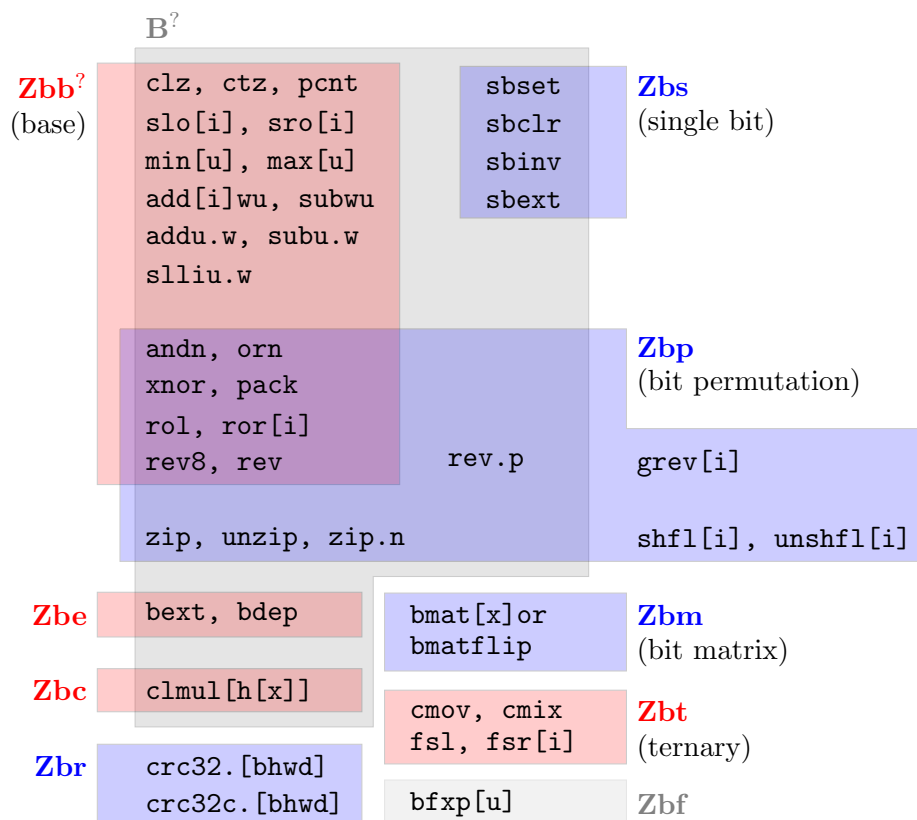 B?
Zbb?
(base)
clz, ctz, pcnt
slo[i], sro[i]
min[u], max[u]
add[i]wu, subwu
addu.w, subu.w
slliu.w
sbset
sbclr
sbinv
sbext
Zbs
(single bit)
andn, orn
xnor, pack
rol, ror[i]
rev8, rev
rev.p
grev[i]
Zbp
(bit permutation)
zip, unzip, zip.n
shfl[i], unshfl[i]
Zbe
bext, bdep
bmat[x]or
bmatflip
Zbm
(bit matrix)
Zbc
clmul[h[x]]
cmov, cmix
fsl, fsr[i]
Zbt
(ternary)
Zbr
crc32.[bhwd]
crc32c.[bhwd]
bfxp[u]
Zbf